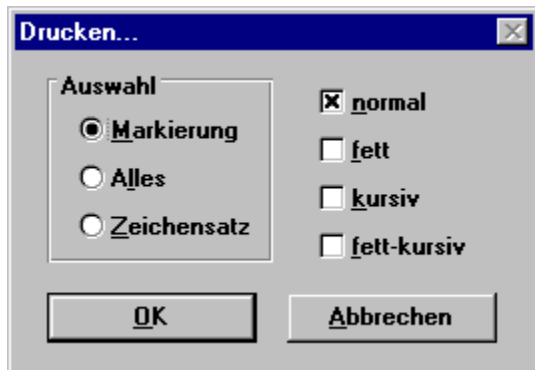 Drucken...
Auswahl
Markierung
Alles
Zeichensatz
normal
fett
kursiv
fett-kursiv
OK
Abbrechen